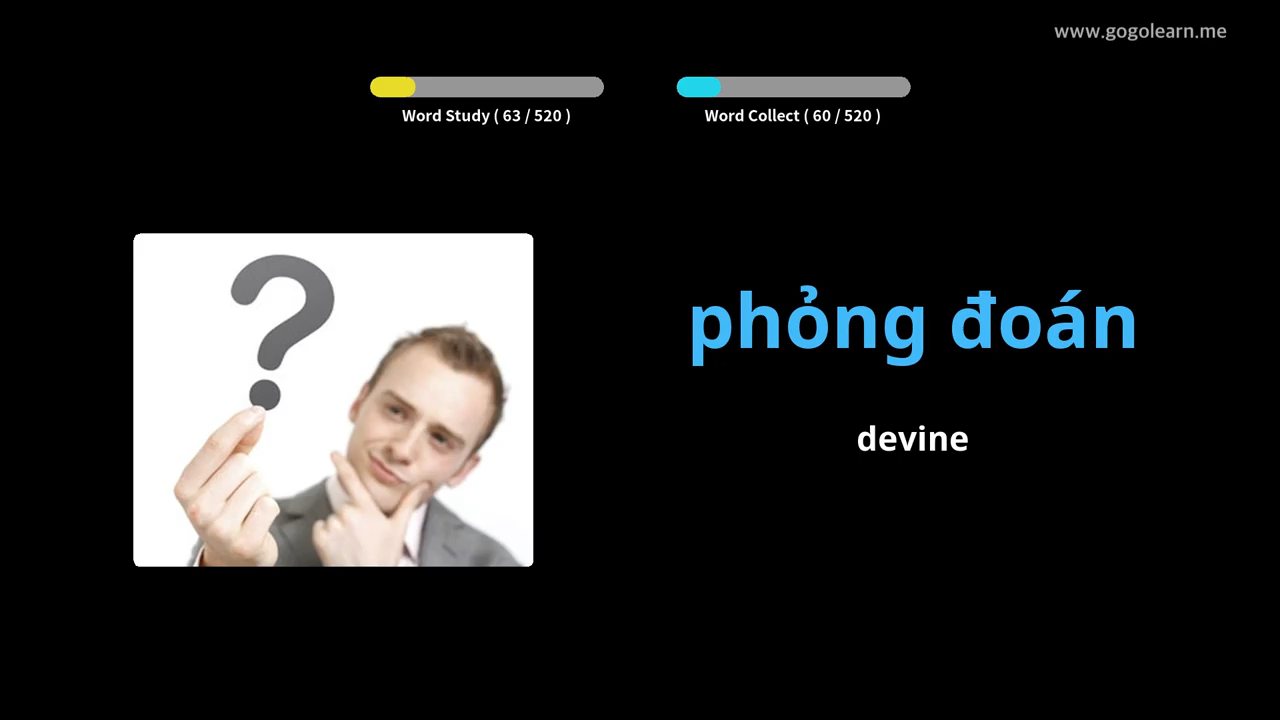 www.gogolearn.me
Word Study ( 63 / 520 )
Word Collect ( 60 / 520 )
phỏng đoán
devine